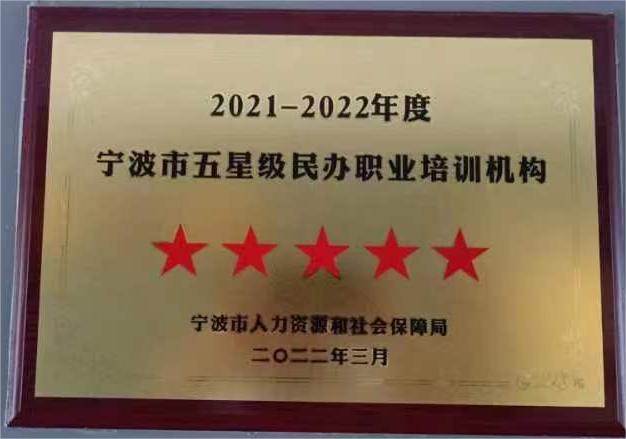 2021-2022年度
宁波市五星级民办职业培训机构
宁波市人力资源和社会保障局
二〇二二年三月